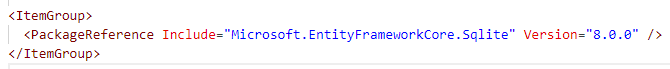 <ItemGroup>
<PackageReference Include="Microsoft.EntityFrameworkCore.Sqlite" Version="8.0.0" />
</ItemGroup>